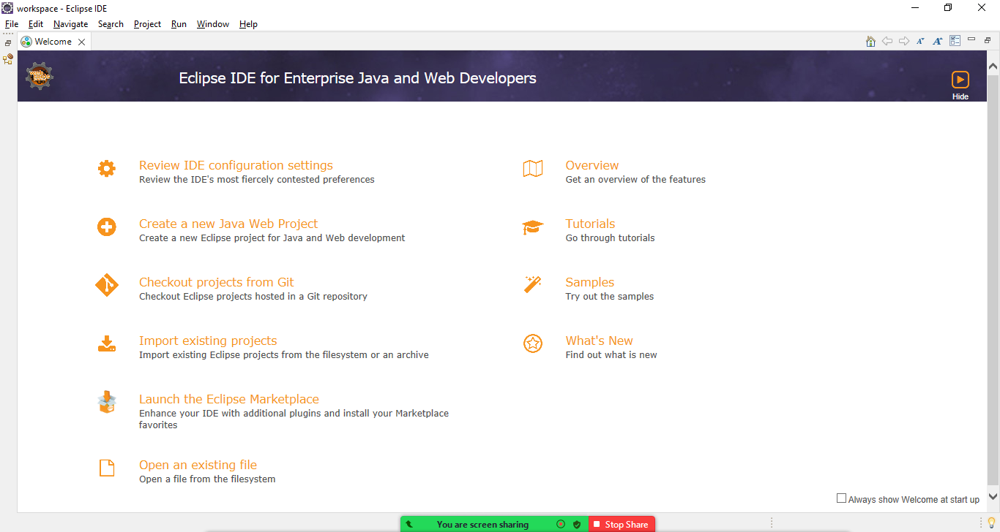 workspace - Eclipse IDE
File Edit Navigate Search Project Run Window Help
Welcome
Eclipse IDE for Enterprise Java and Web Developers
Hide
Review IDE configuration settings
Review the IDE's most fiercely contested preferences
Create a new Java Web Project
Create a new Eclipse project for Java and Web development
Checkout projects from Git
Checkout Eclipse projects hosted in a Git repository
Import existing projects
Import existing Eclipse projects from the filesystem or an archive
Launch the Eclipse Marketplace
Enhance your IDE with additional plugins and install your Marketplace
favorites
Open an existing file
Open a file from the filesystem
Overview
Get an overview of the features
Tutorials
Go through tutorials
Samples
Try out the samples
What's New
Find out what is new
Always show Welcome at start up
You are screen sharing
Stop Share